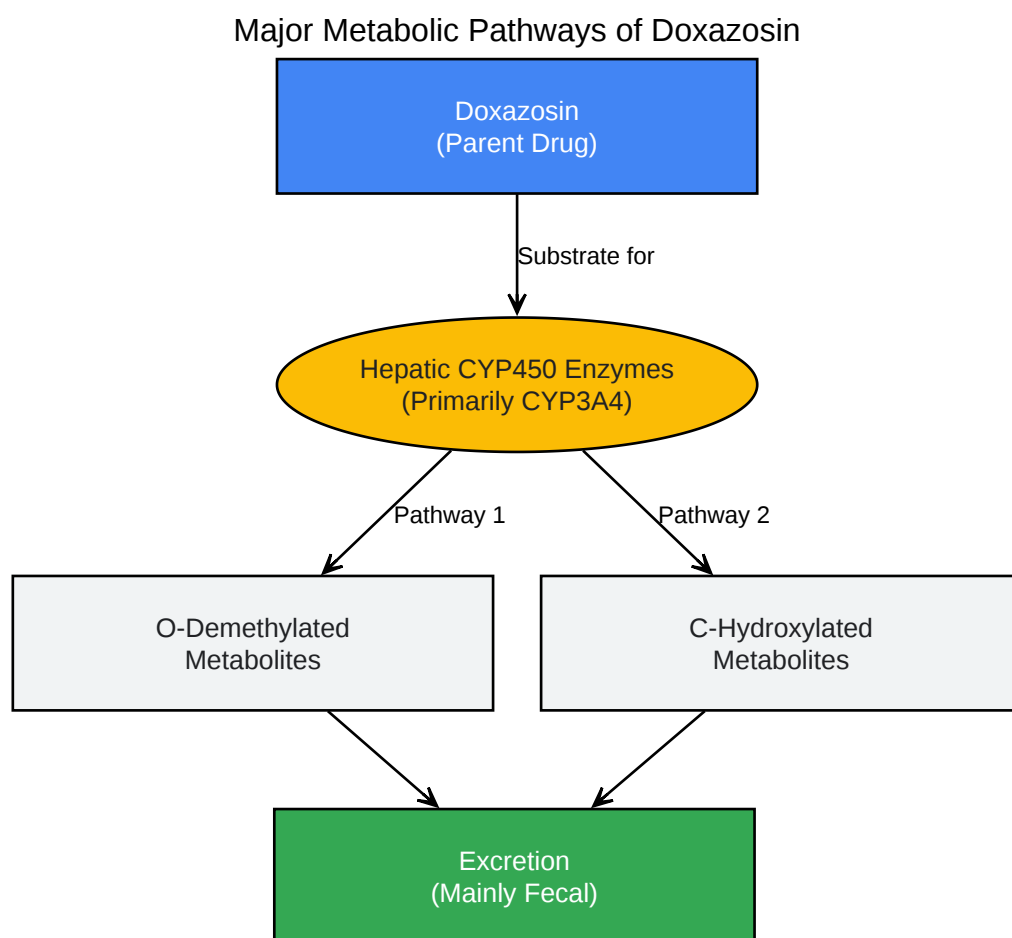 Major Metabolic Pathways of Doxazosin
Doxazosin
(Parent Drug)
Substrate for
Hepatic CYP450 Enzymes
(Primarily CYP3A4)
Pathway 1
Pathway 2
O-Demethylated
Metabolites
C-Hydroxylated
Metabolites
Excretion
(Mainly Fecal)